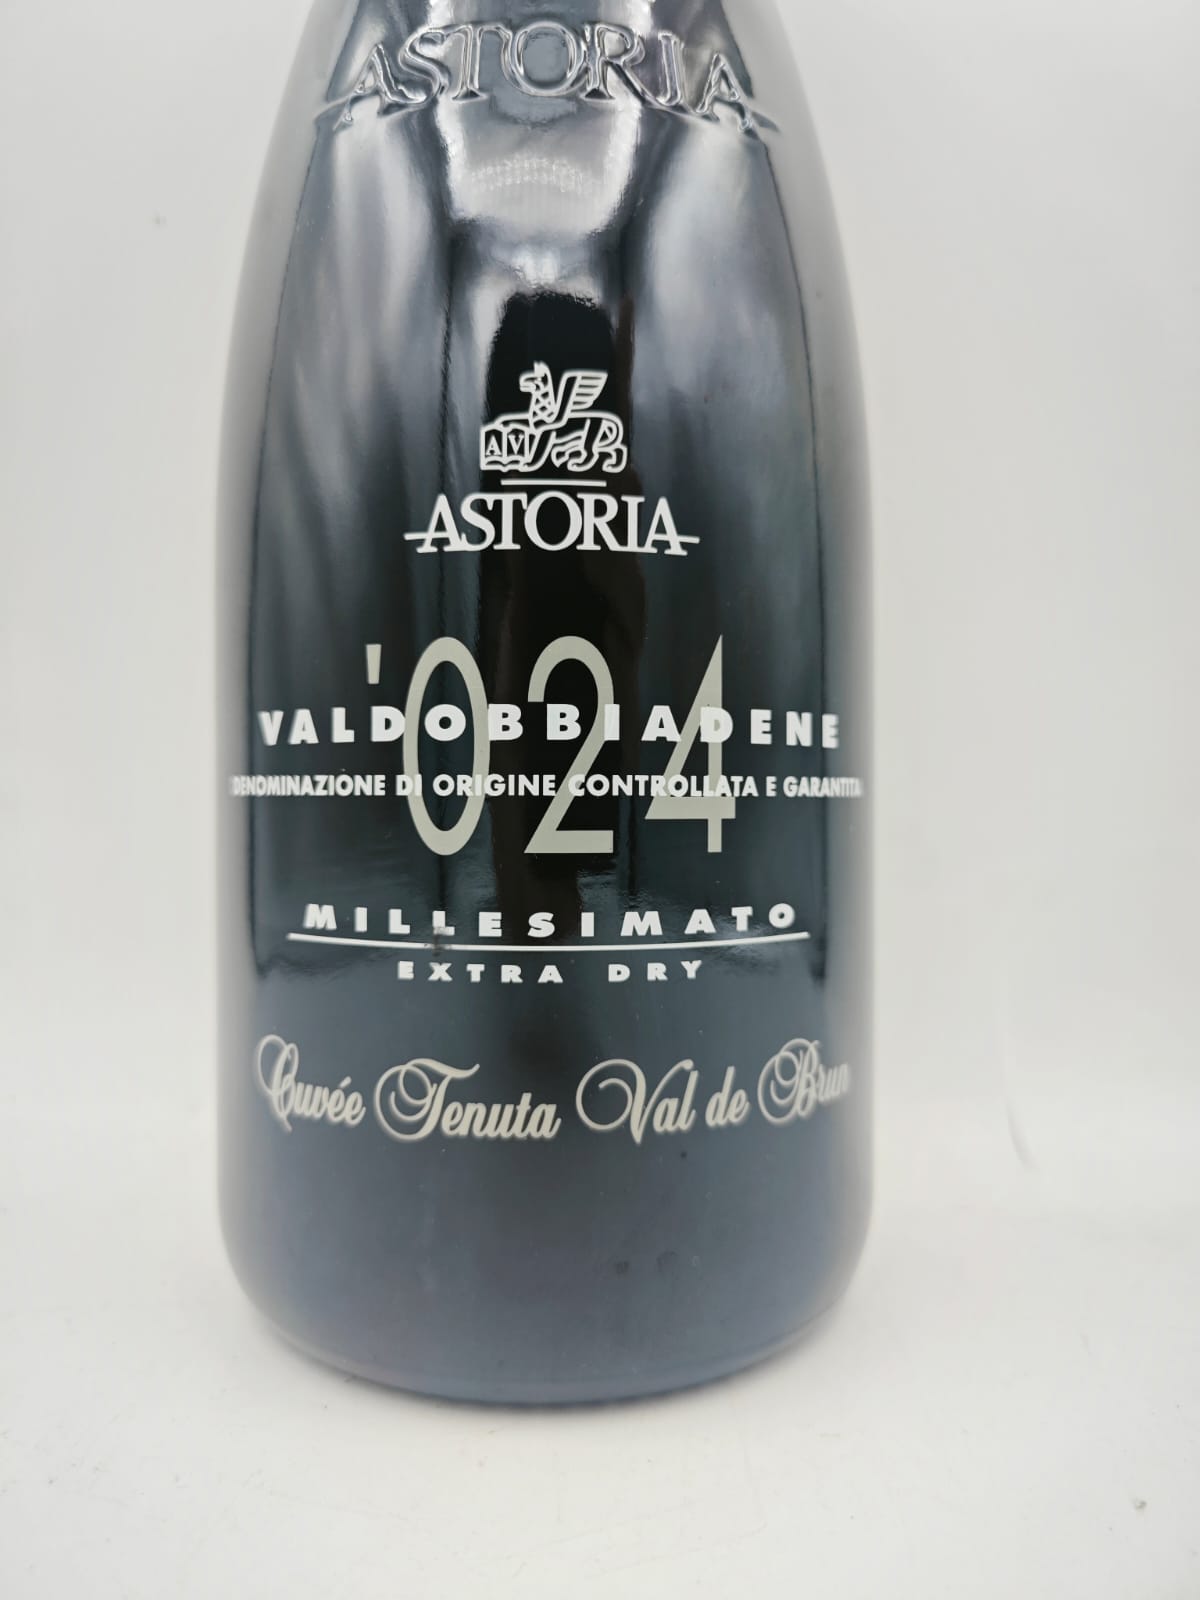 ASTORIA
AV
ASTORIA
'024
VALDOBBIADENE
DENOMINAZIONE DI ORIGINE CONTROLLATA E GARANTITA
MILLESIMATO
EXTRA DRY
Cuvée Tenuta Val de Brun